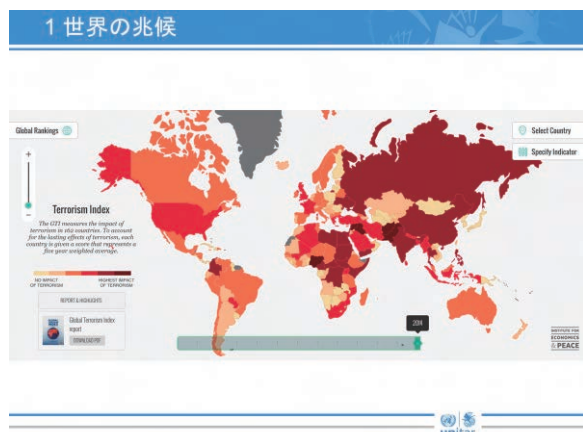 1 世界の兆候
Global Rankings
Select Country
Specify Indicator
+
−
Terrorism Index
The GTI measures the impact of
terrorism in 162 countries. To account
for the lasting effects of terrorism, each
country is given a score that represents a
five year weighted average.
NO IMPACT
OF TERRORISM
HIGHEST IMPACT
OF TERRORISM
REPORT & HIGHLIGHTS
Global Terrorism Index
report
DOWNLOAD PDF
2014
INSTITUTE FOR
ECONOMICS
& PEACE
unitar